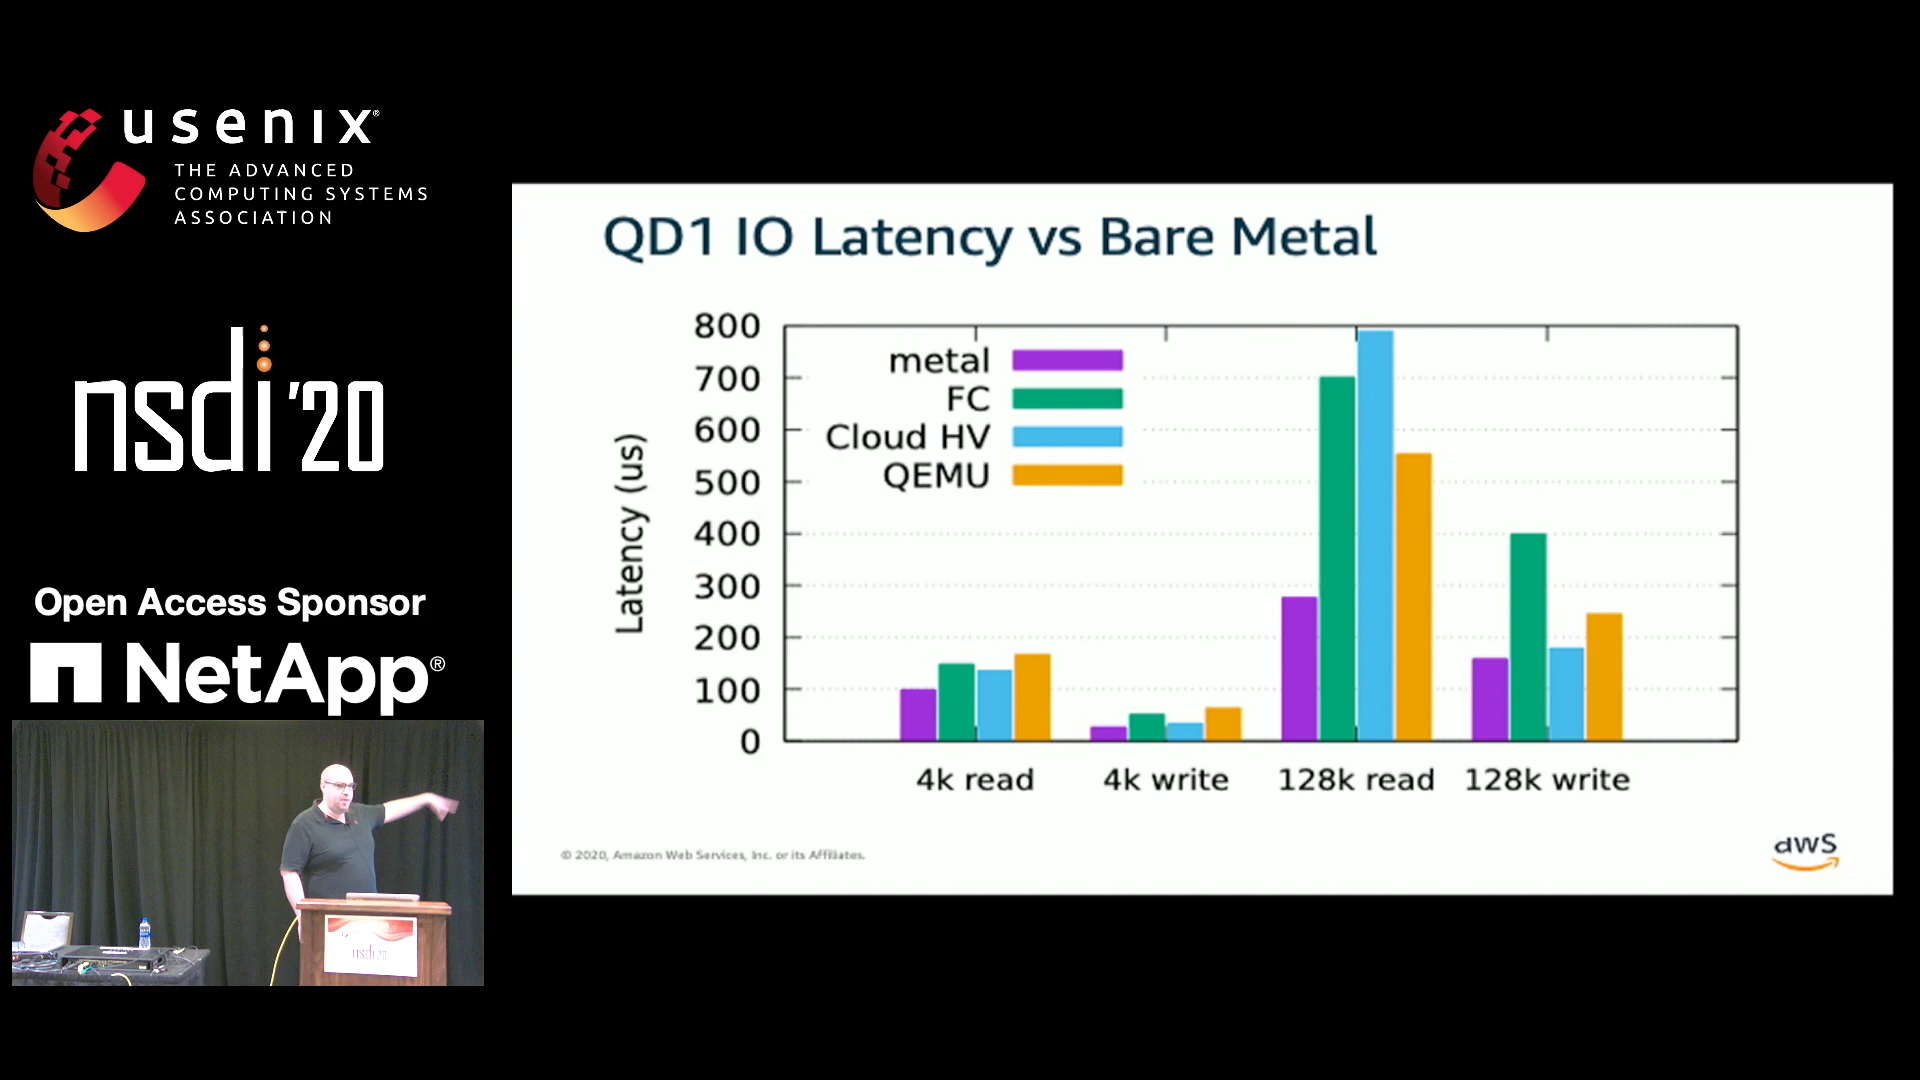 usenix®
THE ADVANCED
COMPUTING SYSTEMS
ASSOCIATION
nsdi '20
Open Access Sponsor
NetApp®
nsdi '20
QD1 IO Latency vs Bare Metal
Latency (us)
800
700
600
500
400
300
200
100
0
metal
FC
Cloud HV
QEMU
4k read
4k write
128k read
128k write
© 2020, Amazon Web Services, Inc. or its Affiliates.
aws